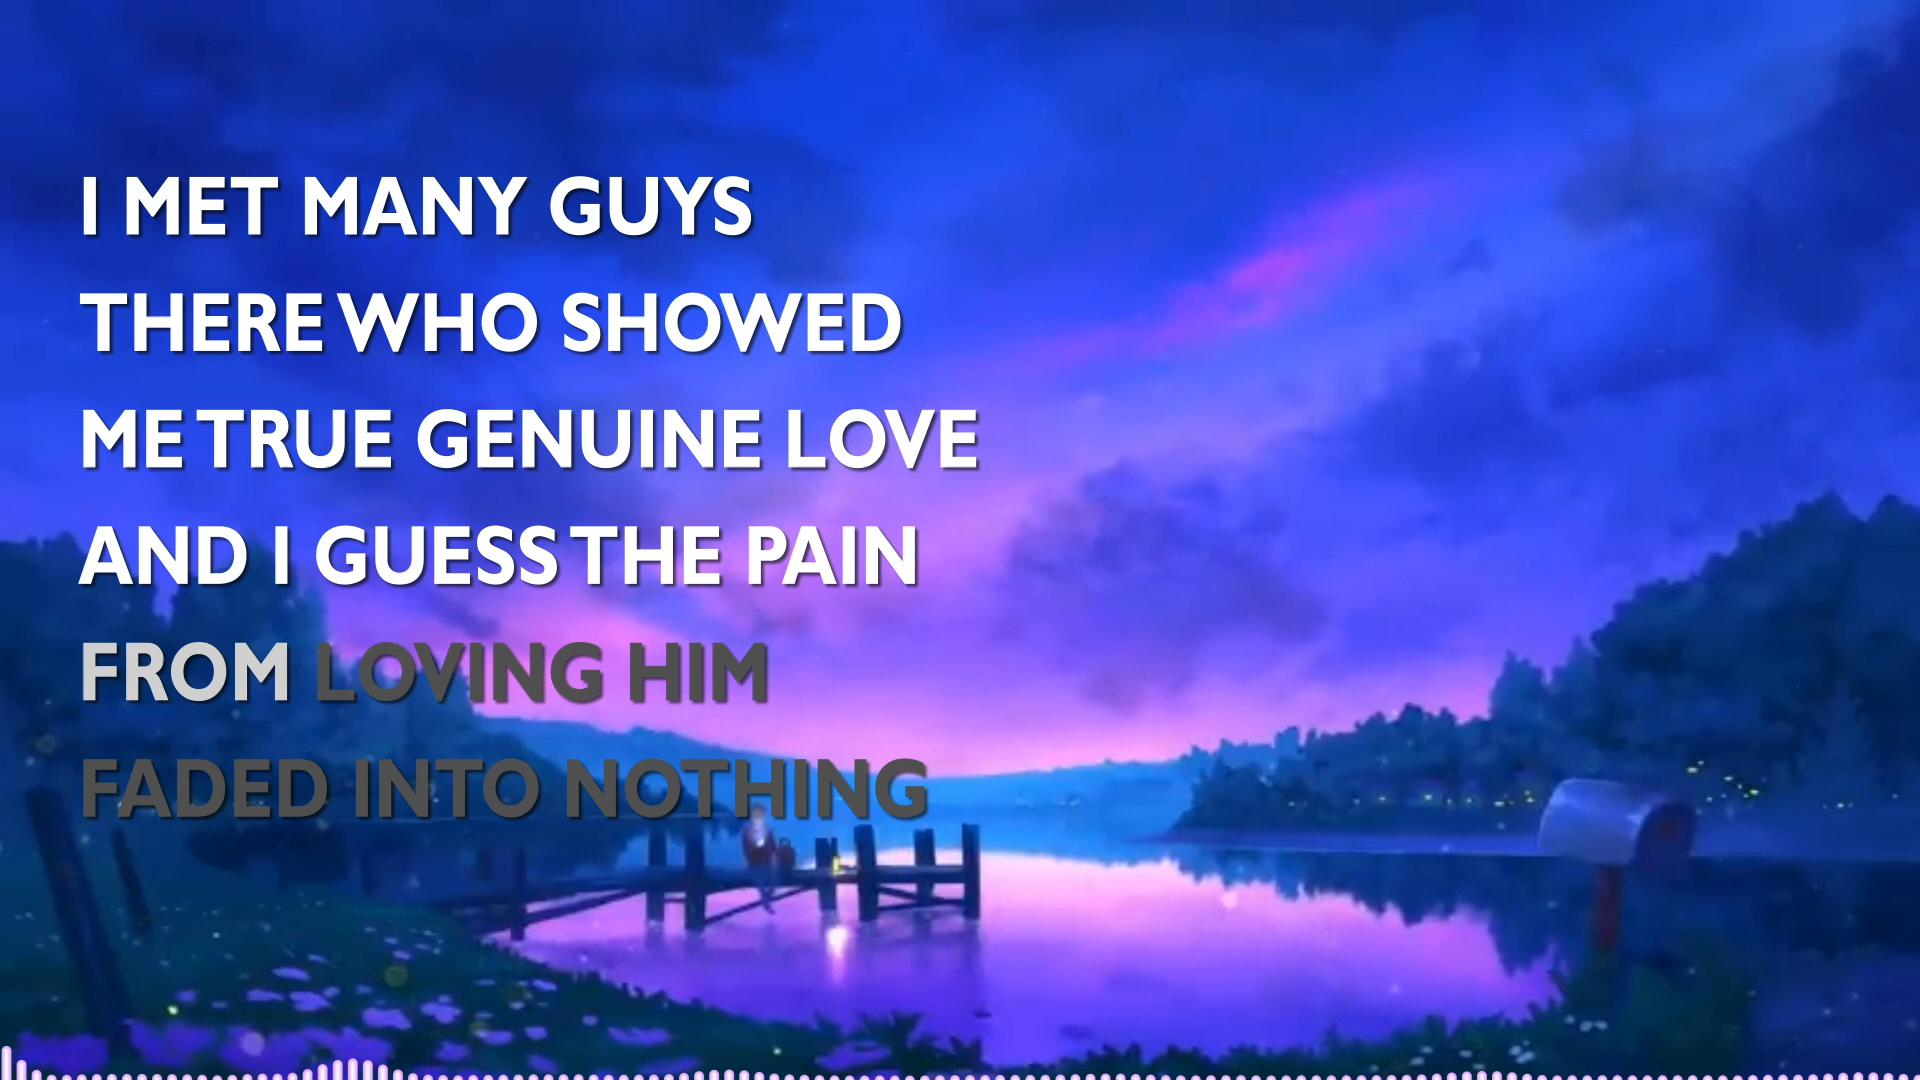 I MET MANY GUYS
THERE WHO SHOWED
ME TRUE GENUINE LOVE
AND I GUESS THE PAIN
FROM LOVING HIM
FADED INTO NOTHING